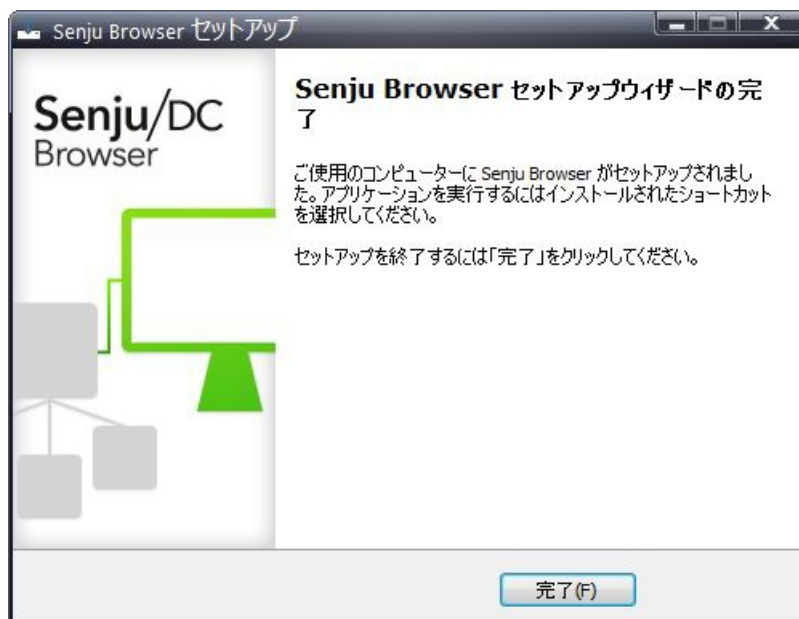 Senju Browser セットアップ
Senju/DC
Browser
Senju Browser セットアップウィザードの完
了
ご使用のコンピューターに Senju Browser がセットアップされまし
た。アプリケーションを実行するにはインストールされたショートカット
を選択してください。
セットアップを終了するには「完了」をクリックしてください。
完了(F)